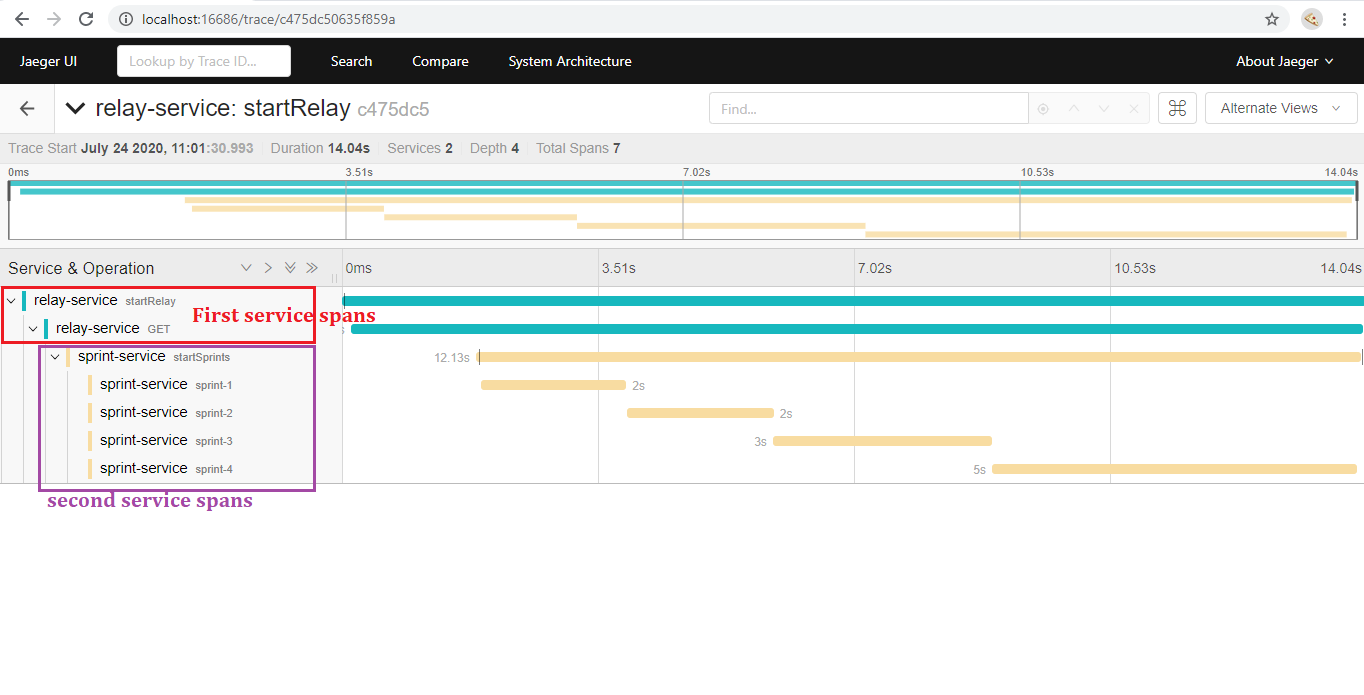 localhost:16686/trace/c475dc50635f859a
Jaeger UI Lookup by Trace ID... Search Compare System Architecture About Jaeger
relay-service: startRelay c475dc5 Find... ⌘ Alternate Views
Trace Start July 24 2020, 11:01:30.993 Duration 14.04s Services 2 Depth 4 Total Spans 7
0ms 3.51s 7.02s 10.53s 14.04s
Service & Operation 0ms 3.51s 7.02s 10.53s 14.04s
relay-service startRelay
First service spans
relay-service GET
sprint-service startSprints 12.13s
sprint-service sprint-1 2s
sprint-service sprint-2 2s
sprint-service sprint-3 3s
sprint-service sprint-4 5s
second service spans